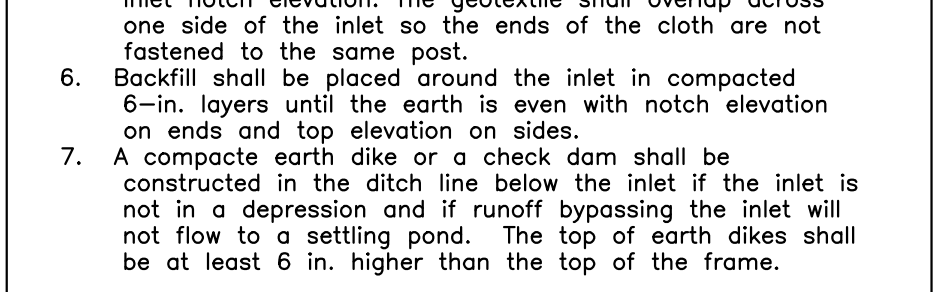 inlet notch elevation. The geotextile shall overlap across
one side of the inlet so the ends of the cloth are not
fastened to the same post.
6. Backfill shall be placed around the inlet in compacted
6-in. layers until the earth is even with notch elevation
on ends and top elevation on sides.
7. A compacte earth dike or a check dam shall be
constructed in the ditch line below the inlet if the inlet is
not in a depression and if runoff bypassing the inlet will
not flow to a settling pond. The top of earth dikes shall
be at least 6 in. higher than the top of the frame.